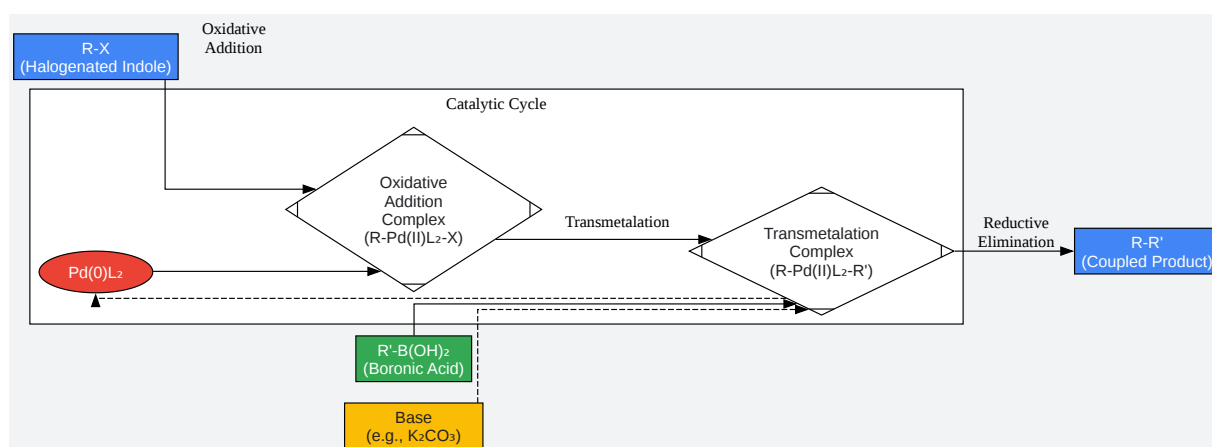 Oxidative
Addition
R-X
(Halogenated Indole)
Catalytic Cycle
Oxidative
Addition
Complex
(R-Pd(II)L₂-X)
Transmetalation
Transmetalation
Complex
(R-Pd(II)L₂-R')
Reductive
Elimination
R-R'
(Coupled Product)
Pd(0)L₂
R'-B(OH)₂
(Boronic Acid)
Base
(e.g., K₂CO₃)